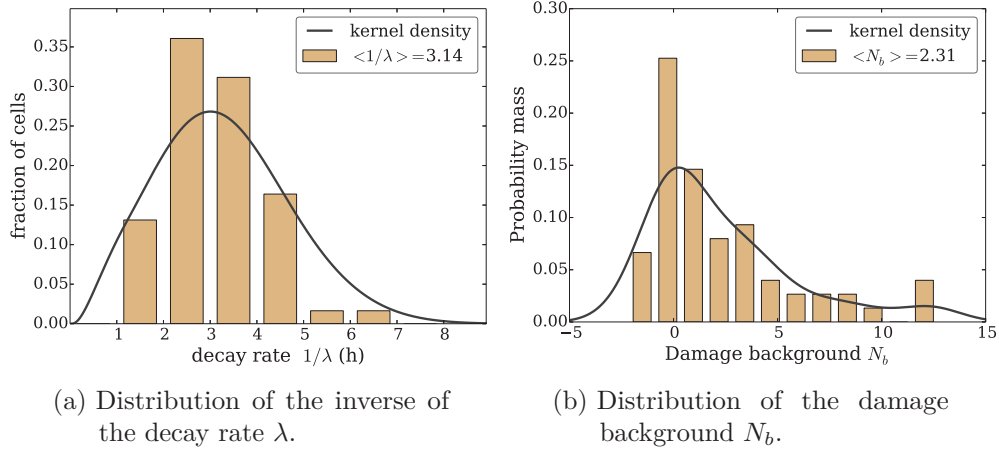 kernel density
<1/λ>=3.14
fraction of cells
0.35
0.30
0.25
0.20
0.15
0.10
0.05
0.00
1 2 3 4 5 6 7 8
decay rate 1/λ (h)
(a) Distribution of the inverse of
the decay rate λ.
kernel density
<N_b>=2.31
Probability mass
0.30
0.25
0.20
0.15
0.10
0.05
0.00
−5 0 5 10 15
Damage background N_b
(b) Distribution of the damage
background N_b.